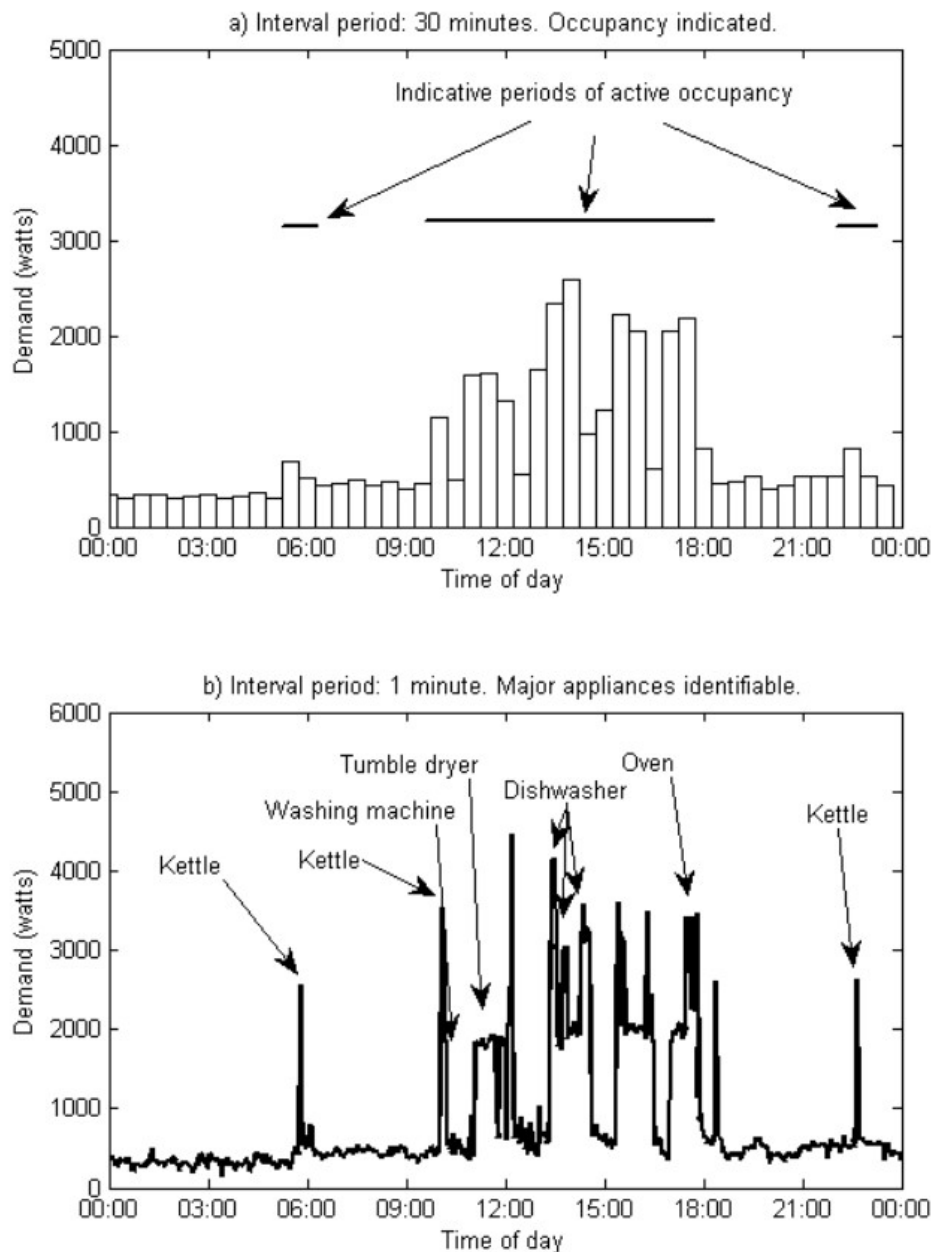 a) Interval period: 30 minutes. Occupancy indicated.
Indicative periods of active occupancy
Demand (watts)
5000
4000
3000
2000
1000
0
00:00 03:00 06:00 09:00 12:00 15:00 18:00 21:00 00:00
Time of day
b) Interval period: 1 minute. Major appliances identifiable.
Demand (watts)
6000
5000
4000
3000
2000
1000
0
Tumble dryer
Oven
Dishwasher
Washing machine
Kettle
Kettle
Kettle
00:00 03:00 06:00 09:00 12:00 15:00 18:00 21:00 00:00
Time of day